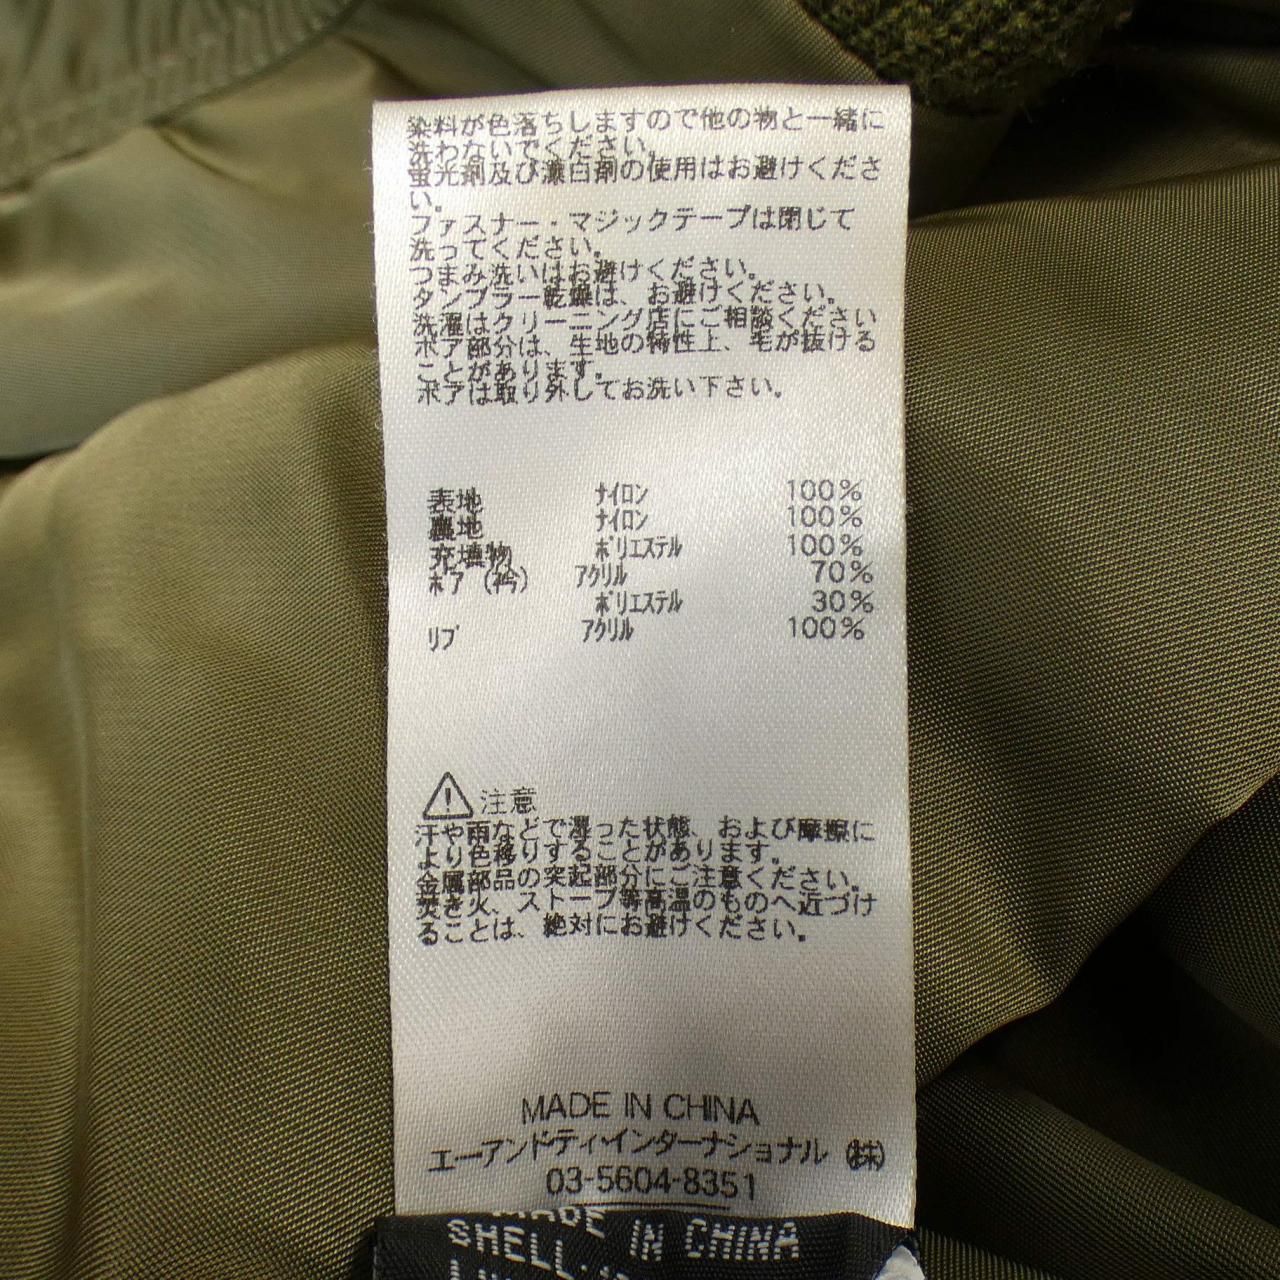 染料が色落ちしますので他の物と一緒に
洗わないでください。
蛍光剤及び漂白剤の使用はお避けくださ
い。
ファスナー・マジックテープは閉じて
洗ってください。
つまみ洗いはお避けください。
タンブラー乾燥は、お避けください。
洗濯はクリーニング店にご相談ください
ボア部分は、生地の特性上、毛が抜ける
ことがあります。
ボアは取り外してお洗い下さい。
表地 ナイロン 100%
裏地 ナイロン 100%
充填物 ポリエステル 100%
ボア(衿) アクリル 70%
ポリエステル 30%
リブ アクリル 100%
注意
汗や雨などで湿った状態、および摩擦に
より色移りすることがあります。
金属部品の突起部分にご注意ください。
焚き火、ストーブ等高温のものへ近づけ
ることは、絶対にお避けください。
MADE IN CHINA
エーアンドティ・インターナショナル(株)
03-5604-8351
MADE IN CHINA
SHELL.